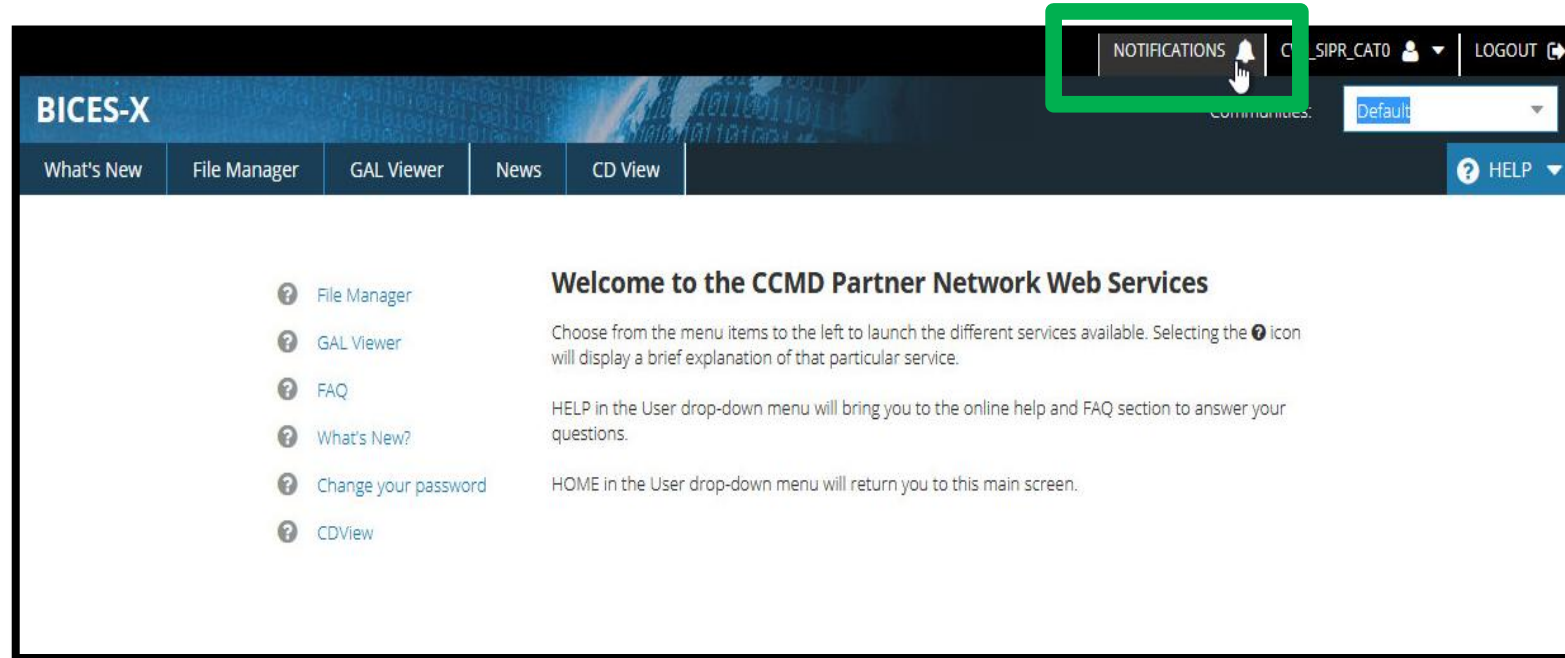 NOTIFICATIONS
_SIPR_CAT0
LOGOUT
BICES-X
Communities:
Default
What's New
File Manager
GAL Viewer
News
CD View
HELP
File Manager
GAL Viewer
FAQ
What's New?
Change your password
CDView
Welcome to the CCMD Partner Network Web Services
Choose from the menu items to the left to launch the different services available. Selecting the icon
will display a brief explanation of that particular service.
HELP in the User drop-down menu will bring you to the online help and FAQ section to answer your
questions.
HOME in the User drop-down menu will return you to this main screen.